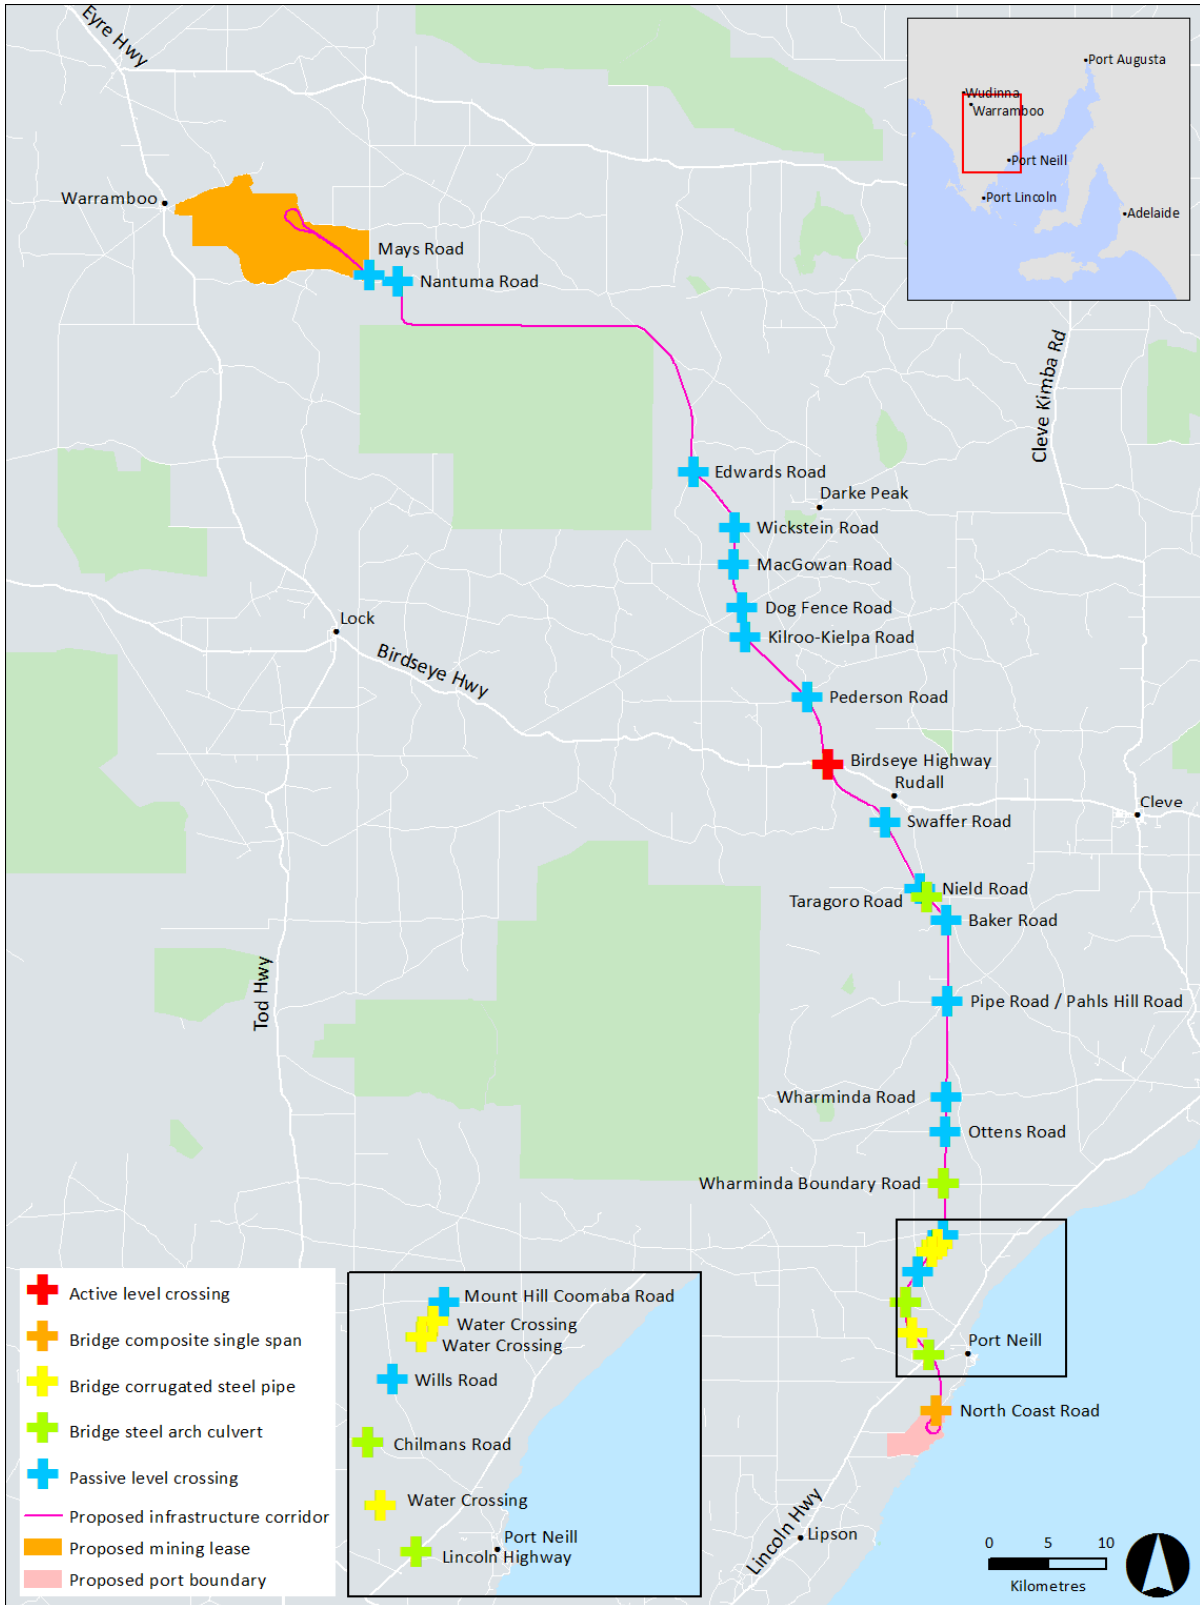 Eyre Hwy
Port Augusta
Wudinna
Warramboo
Port Neill
Port Lincoln
Adelaide
Warramboo
Mays Road
Nantuma Road
Cleve Kimba Rd
Edwards Road
Darke Peak
Wickstein Road
MacGowan Road
Dog Fence Road
Lock
Kilroo-Kielpa Road
Birdseye Hwy
Pederson Road
Birdseye Highway
Rudall
Cleve
Swaffer Road
Nield Road
Taragoro Road
Baker Road
Tod Hwy
Pipe Road / Pahls Hill Road
Wharminda Road
Ottens Road
Wharminda Boundary Road
Port Neill
North Coast Road
Lincoln Hwy
Lipson
Mount Hill Coomaba Road
Water Crossing
Water Crossing
Wills Road
Chilmans Road
Water Crossing
Port Neill
Lincoln Highway
Active level crossing
Bridge composite single span
Bridge corrugated steel pipe
Bridge steel arch culvert
Passive level crossing
Proposed infrastructure corridor
Proposed mining lease
Proposed port boundary
0 5 10
Kilometres